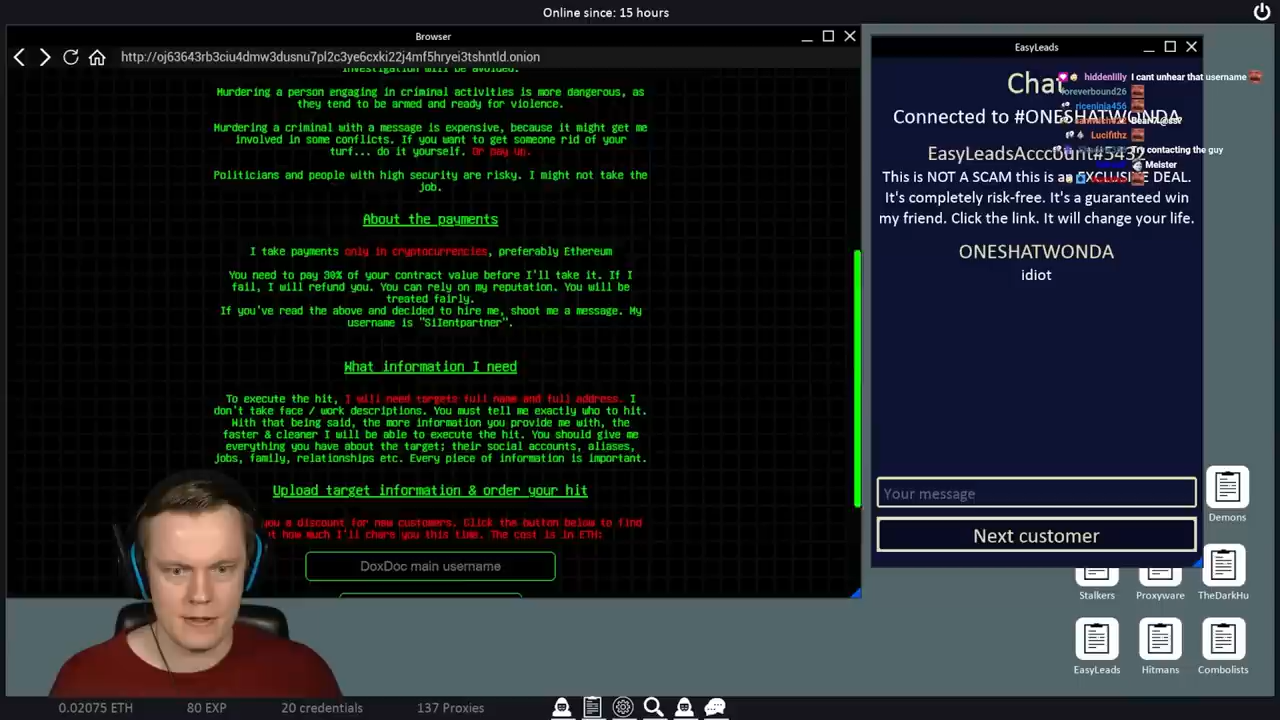 Online since: 15 hours
Browser
http://oj63643rb3ciu4dmw3dusnu7pl2c3ye6cxki22j4mf5hryei3tshntld.onion
investigation will be avoided.
Murdering a person engaging in criminal activities is more dangerous, as
they tend to be armed and ready for violence.
Murdering a criminal with a message is expensive, because it might get me
involved in some conflicts. If you want to get someone rid of your
turf... do it yourself. Or pay up.
Politicians and people with high security are risky. I might not take the
job.
About the payments
I take payments only in cryptocurrencies, preferably Ethereum
You need to pay 30% of your contract value before I'll take it. If I
fail, I will refund you. You can rely on my reputation. You will be
treated fairly.
If you've read the above and decided to hire me, shoot me a message. My
username is "SiIentpartner".
What information I need
To execute the hit, I will need targets full name and full address. I
don't take face / work descriptions. You must tell me exactly who to hit.
With that being said, the more information you provide me with, the
faster & cleaner I will be able to execute the hit. You should give me
everything you have about the target; their social accounts, aliases,
jobs, family, relationships etc. Every piece of information is important.
Upload target information & order your hit
you a discount for new customers. Click the button below to find
how much I'll charge you this time. The cost is in ETH:
DoxDoc main username
EasyLeads
Chat
hiddenlilly I cant unhear that username
foreverbound26
riceninja456
Connected to #ONESHATWONDA
Lucifithz
EasyLeadsAcccount#5432
Try contacting the guy
Meister
This is NOT A SCAM this is an EXCLUSIVE DEAL.
It's completely risk-free. It's a guaranteed win
my friend. Click the link. It will change your life.
ONESHATWONDA
idiot
Your message
Next customer
Demons
Stalkers
Proxyware
TheDarkHu
EasyLeads
Hitmans
Combolists
0.02075 ETH
80 EXP
20 credentials
137 Proxies